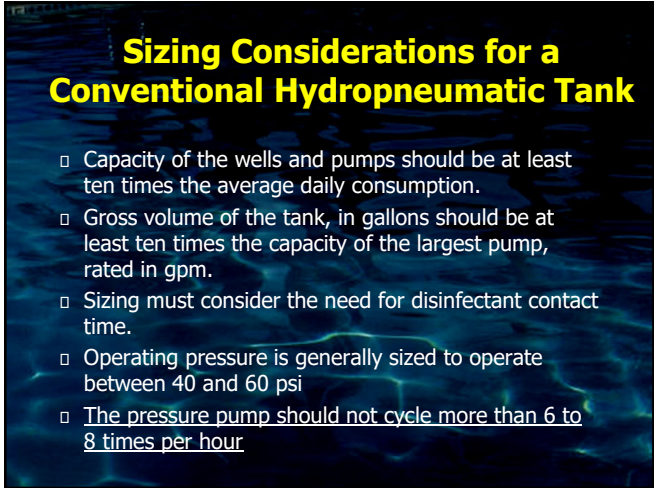 Sizing Considerations for a
Conventional Hydropneumatic Tank
Capacity of the wells and pumps should be at least
ten times the average daily consumption.
Gross volume of the tank, in gallons should be at
least ten times the capacity of the largest pump,
rated in gpm.
Sizing must consider the need for disinfectant contact
time.
Operating pressure is generally sized to operate
between 40 and 60 psi
The pressure pump should not cycle more than 6 to
8 times per hour